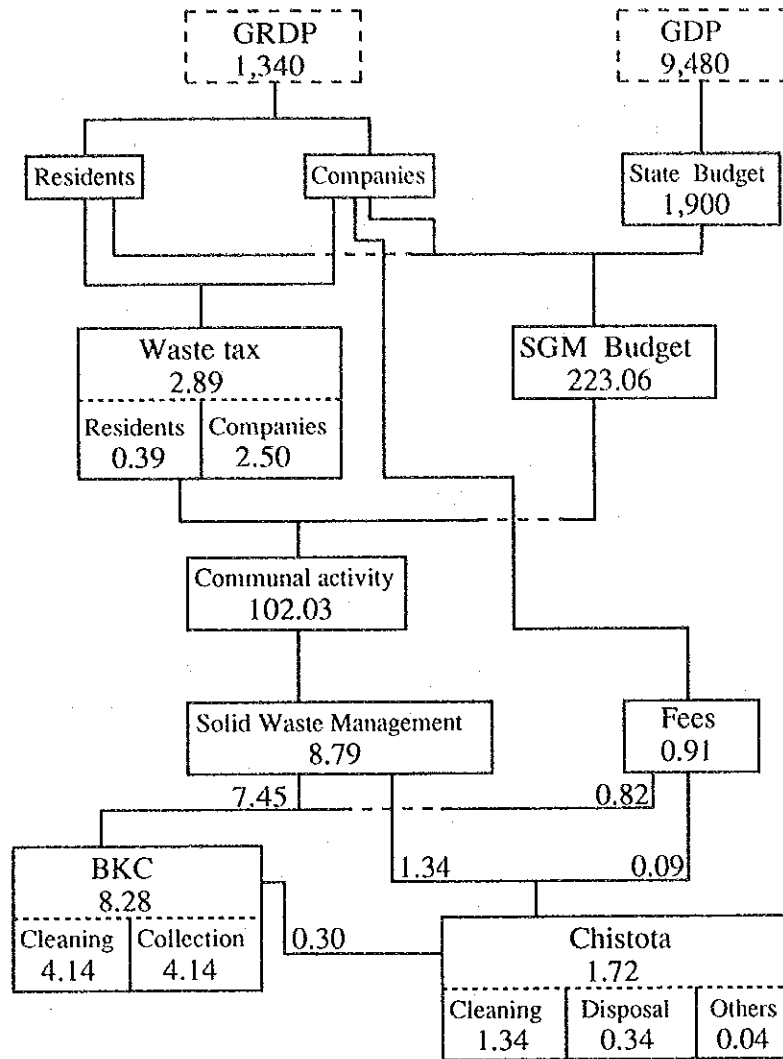 GRDP
1,340
GDP
9,480
Residents
Companies
State Budget
1,900
Waste tax
2.89
Residents
0.39
Companies
2.50
SGM Budget
223.06
Communal activity
102.03
Solid Waste Management
8.79
Fees
0.91
7.45
0.82
1.34
0.09
BKC
8.28
Cleaning
4.14
Collection
4.14
0.30
Chistota
1.72
Cleaning
1.34
Disposal
0.34
Others
0.04